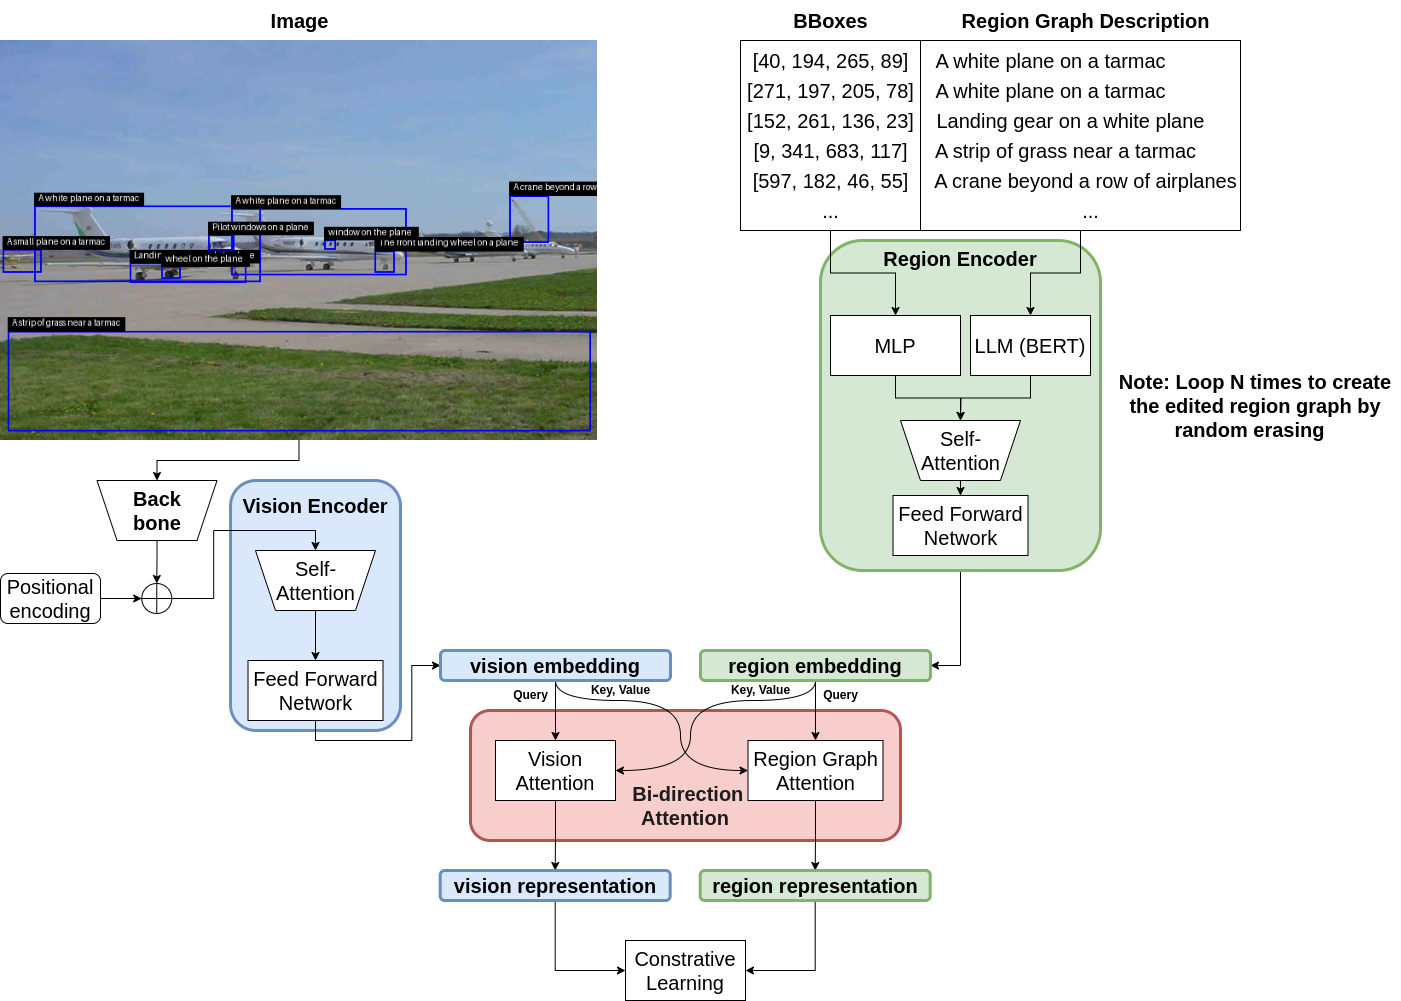 Image
BBoxes
Region Graph Description
[40, 194, 265, 89]
A white plane on a tarmac
[271, 197, 205, 78]
A white plane on a tarmac
[152, 261, 136, 23]
Landing gear on a white plane
[9, 341, 683, 117]
A strip of grass near a tarmac
[597, 182, 46, 55]
A crane beyond a row of airplanes
...
...
A crane beyond a row
A white plane on a tarmac
A white plane on a tarmac
Pilot windows on a plane
window on the plane
A small plane on a tarmac
The front landing wheel on a plane
Landin
wheel on the plane
e
A strip of grass near a tarmac
Region Encoder
MLP
LLM (BERT)
Self-
Attention
Feed Forward
Network
Note: Loop N times to create
the edited region graph by
random erasing
Back
bone
Positional
encoding
Vision Encoder
Self-
Attention
Feed Forward
Network
vision embedding
region embedding
Query
Key, Value
Key, Value
Query
Vision
Attention
Region Graph
Attention
Bi-direction
Attention
vision representation
region representation
Constrative
Learning